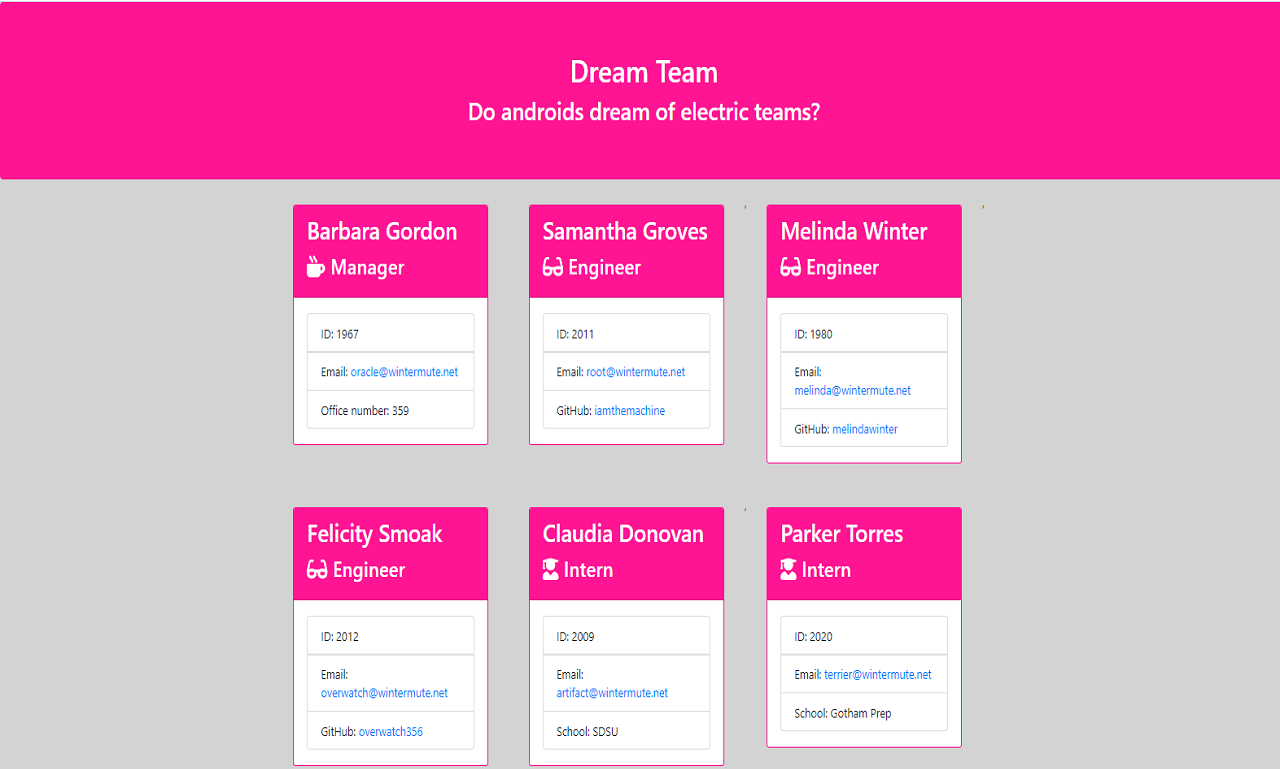 Dream Team
Do androids dream of electric teams?
Barbara Gordon
Manager
ID: 1967
Email: oracle@wintermute.net
Office number: 359
Samantha Groves
Engineer
ID: 2011
Email: root@wintermute.net
GitHub: iamthemachine
,
Melinda Winter
Engineer
ID: 1980
Email:
melinda@wintermute.net
GitHub: melindawinter
,
Felicity Smoak
Engineer
ID: 2012
Email:
overwatch@wintermute.net
GitHub: overwatch356
Claudia Donovan
Intern
ID: 2009
Email:
artifact@wintermute.net
School: SDSU
,
Parker Torres
Intern
ID: 2020
Email: terrier@wintermute.net
School: Gotham Prep